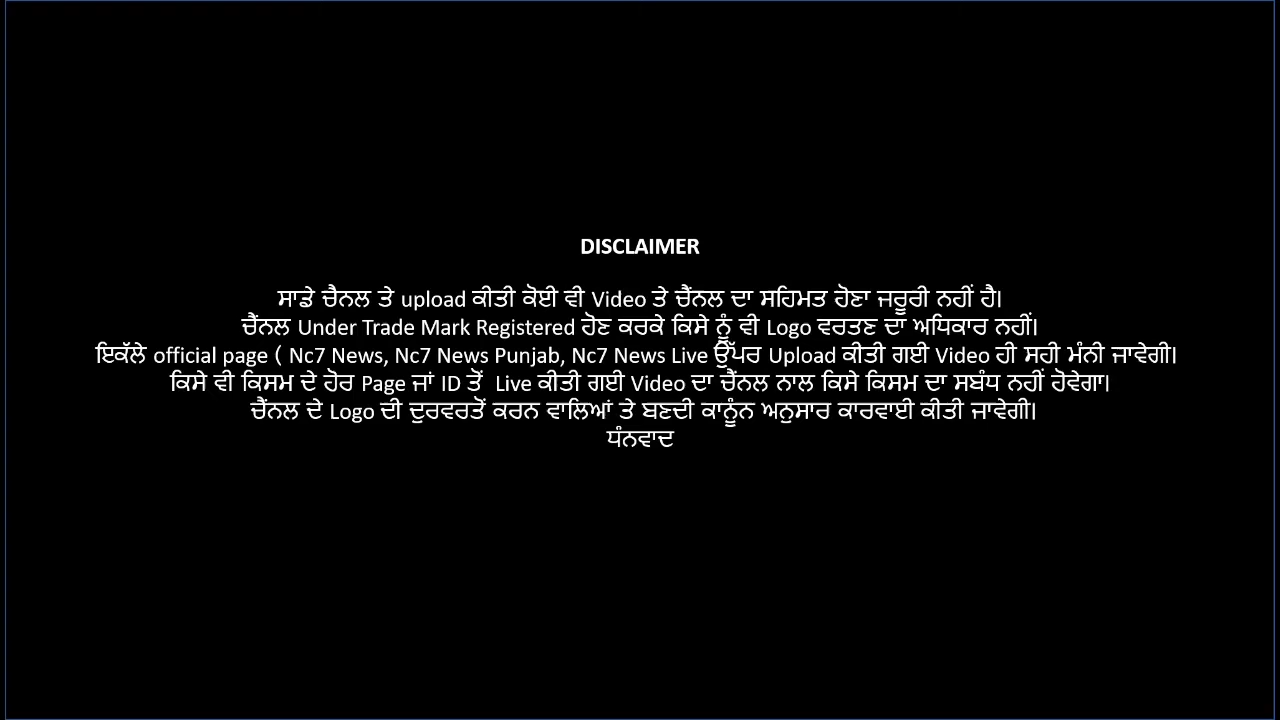 DISCLAIMER
ਸਾਡੇ ਚੈਨਲ ਤੇ upload ਕੀਤੀ ਕੋਈ ਵੀ Video ਤੇ ਚੈਂਨਲ ਦਾ ਸਹਿਮਤ ਹੋਣਾ ਜਰੂਰੀ ਨਹੀਂ ਹੈ।
ਚੈਂਨਲ Under Trade Mark Registered ਹੋਣ ਕਰਕੇ ਕਿਸੇ ਨੂੰ ਵੀ Logo ਵਰਤਣ ਦਾ ਅਧਿਕਾਰ ਨਹੀਂ।
ਇਕੱਲੇ official page ( Nc7 News, Nc7 News Punjab, Nc7 News Live ਉੱਪਰ Upload ਕੀਤੀ ਗਈ Video ਹੀ ਸਹੀ ਮੰਨੀ ਜਾਵੇਗੀ।
ਕਿਸੇ ਵੀ ਕਿਸਮ ਦੇ ਹੋਰ Page ਜਾਂ ID ਤੋਂ Live ਕੀਤੀ ਗਈ Video ਦਾ ਚੈਂਨਲ ਨਾਲ ਕਿਸੇ ਕਿਸਮ ਦਾ ਸਬੰਧ ਨਹੀਂ ਹੋਵੇਗਾ।
ਚੈਂਨਲ ਦੇ Logo ਦੀ ਦੁਰਵਰਤੋਂ ਕਰਨ ਵਾਲਿਆਂ ਤੇ ਬਣਦੀ ਕਾਨੂੰਨ ਅਨੁਸਾਰ ਕਾਰਵਾਈ ਕੀਤੀ ਜਾਵੇਗੀ।
ਧੰਨਵਾਦ